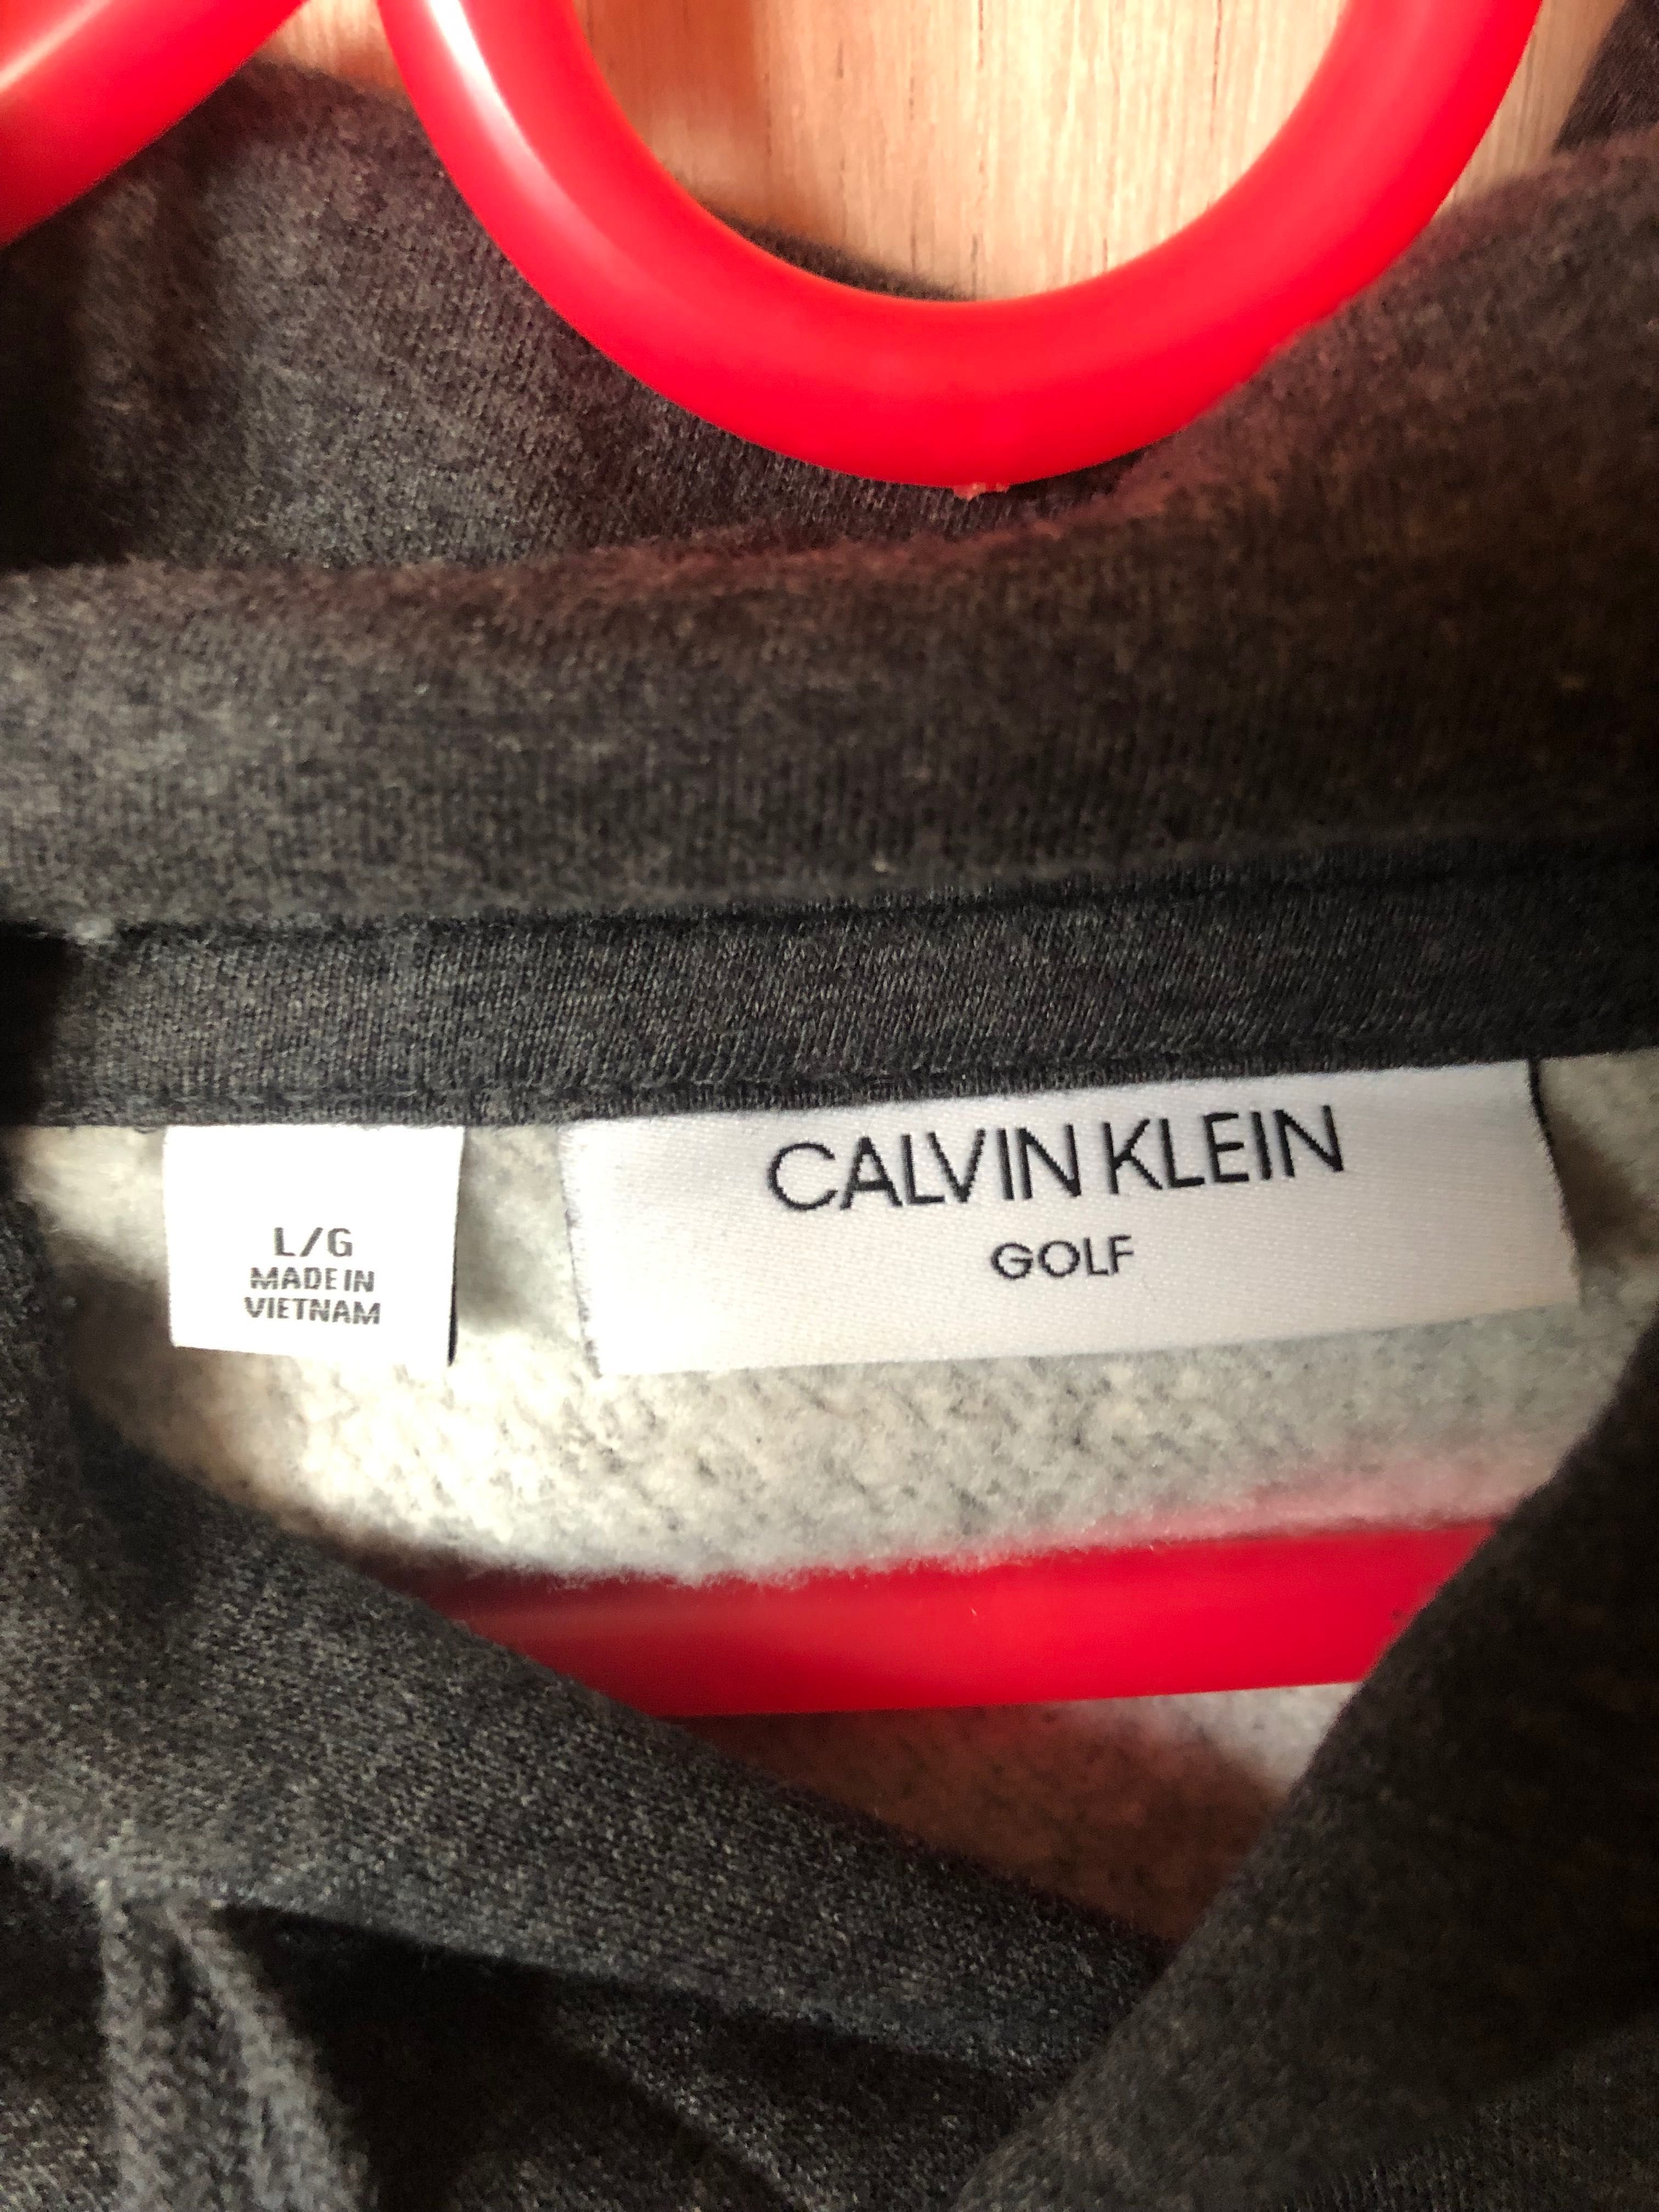 L/G
MADE IN
VIETNAM
CALVIN KLEIN
GOLF